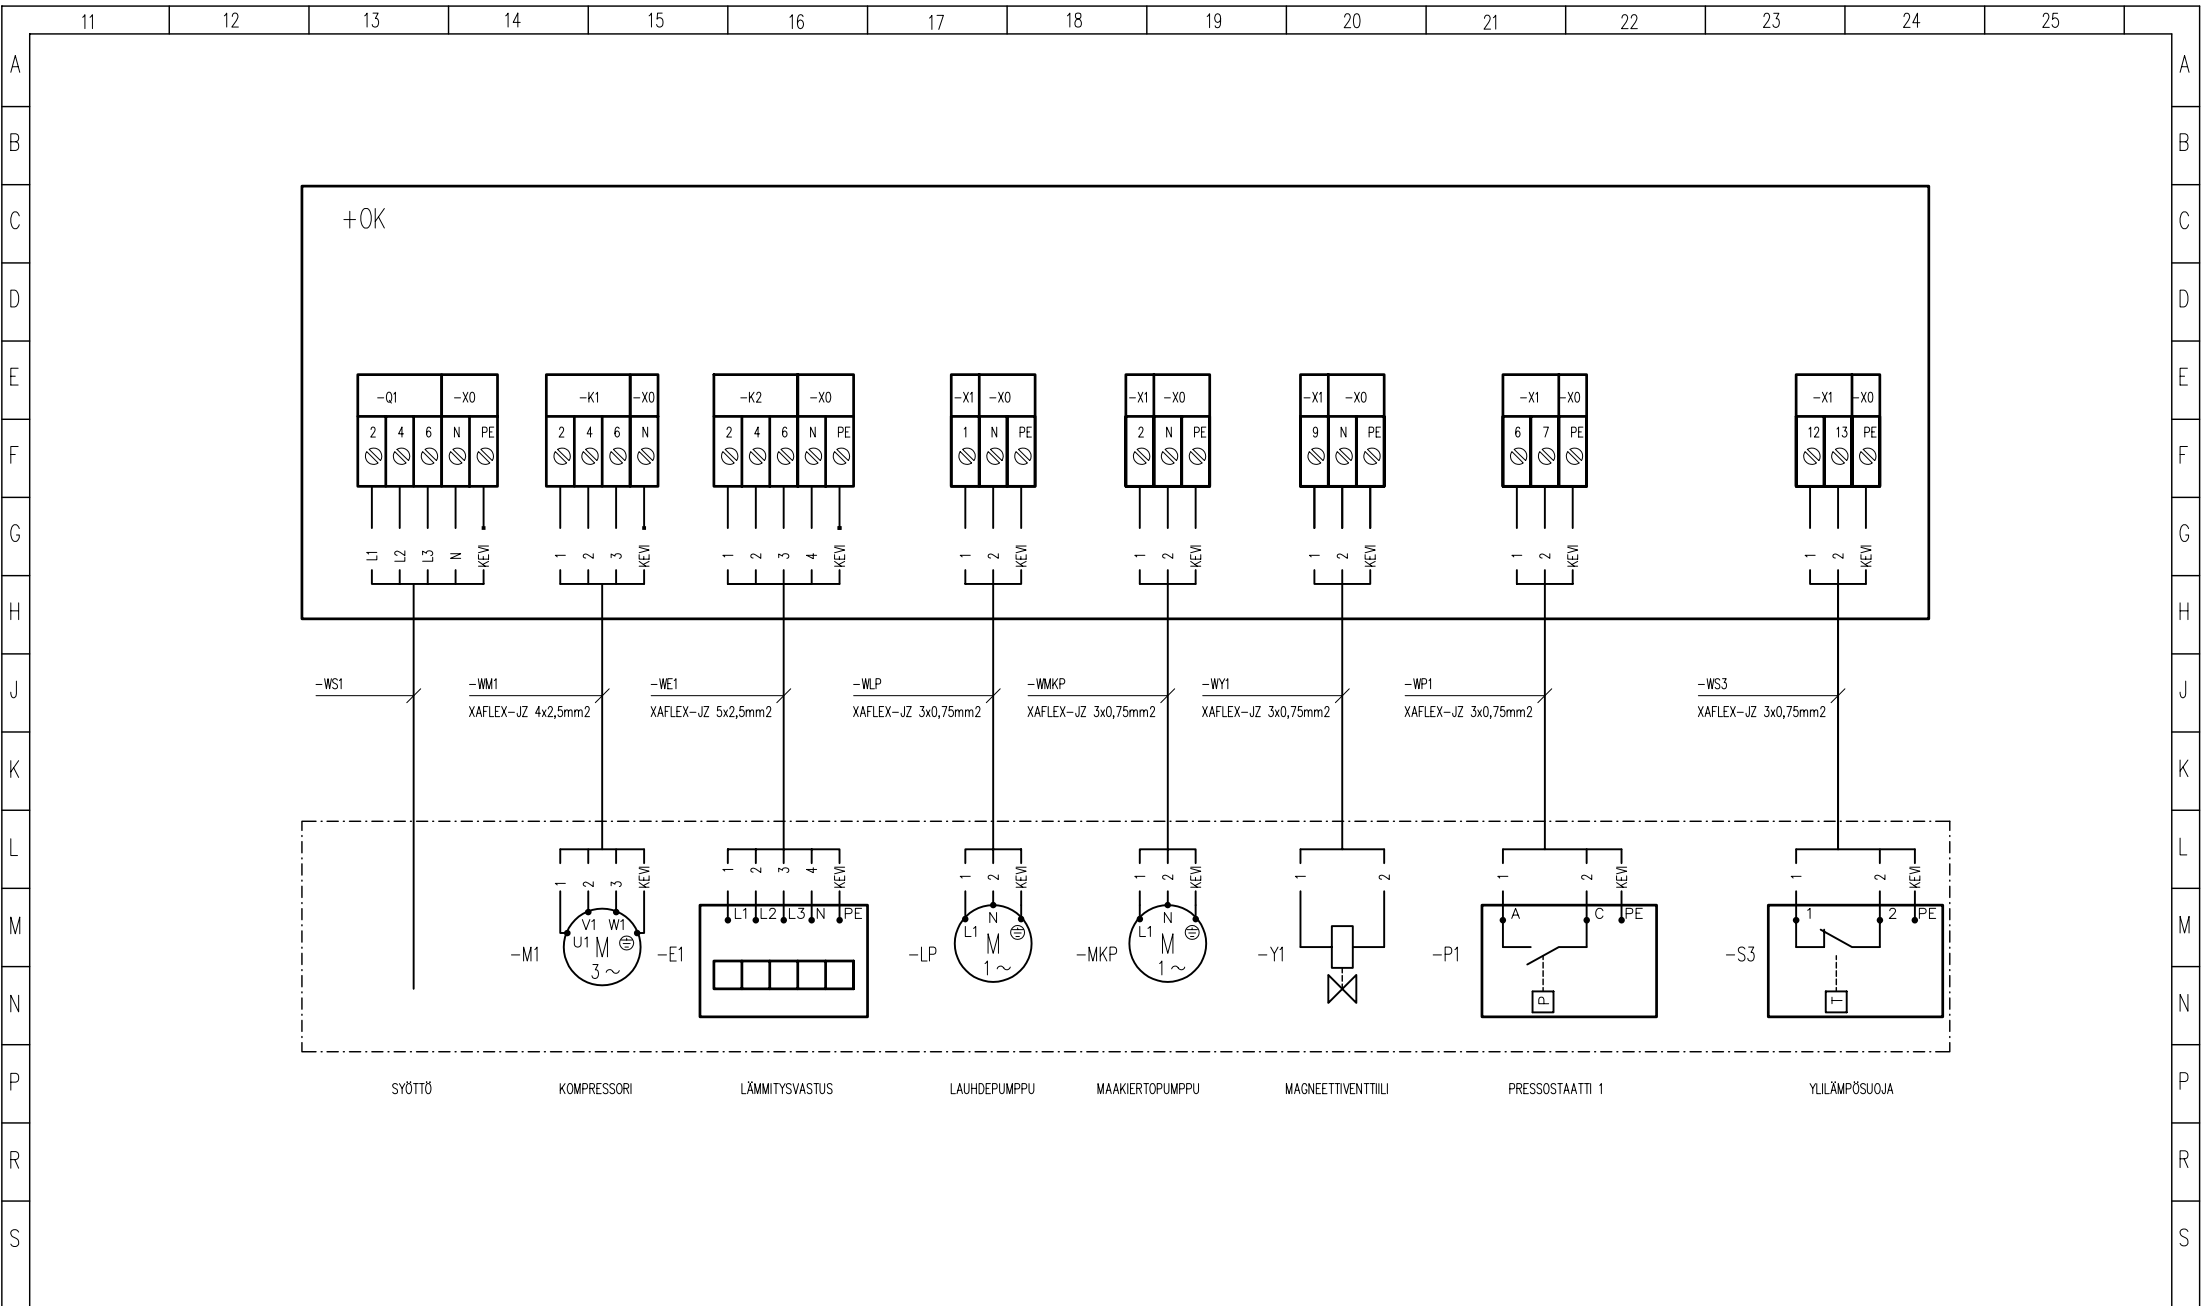 11 12 13 14 15 16 17 18 19 20 21 22 23 24 25
A A
B B
C +OK C
D D
E -Q1 -X0 -K1 -X0 -K2 -X0 -X1 -X0 -X1 -X0 -X1 -X0 -X1 -X0 -X1 -X0 E
F 2 4 6 N PE 2 4 6 N 2 4 6 N PE 1 N PE 2 N PE 9 N PE 6 7 PE 12 13 PE F
G L1 L2 L3 N KEVI 1 2 3 KEVI 1 2 3 4 KEVI 1 2 KEVI 1 2 KEVI 1 2 KEVI 1 2 KEVI 1 2 KEVI G
H H
J -WS1 -WM1 -WE1 -WLP -WMKP -WY1 -WP1 -WS3 J
XAFLEX-JZ 4x2,5mm2 XAFLEX-JZ 5x2,5mm2 XAFLEX-JZ 3x0,75mm2 XAFLEX-JZ 3x0,75mm2 XAFLEX-JZ 3x0,75mm2 XAFLEX-JZ 3x0,75mm2 XAFLEX-JZ 3x0,75mm2
K K
L L
1 2 3 KEVI 1 2 3 4 KEVI 1 2 KEVI 1 2 KEVI 1 2 1 2 KEVI 1 2 KEVI
L1 L2 L3 N PE A C PE 1 2 PE
M V1 W1 N N M
U1 M L1 M L1 M
-M1 -E1 -LP -MKP -Y1 -P1 -S3
3 ~ 1 ~ 1 ~
N P T N
P SYÖTTÖ KOMPRESSORI LÄMMITYSVASTUS LAUHDEPUMPPU MAAKIERTOPUMPPU MAGNEETTIVENTTIILI PRESSOSTAATTI 1 YLILÄMPÖSUOJA P
R R
S S